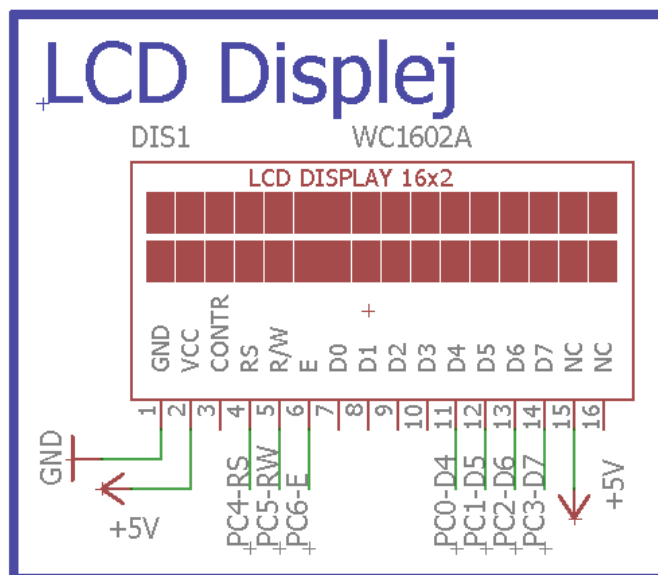 LCD Displej
DIS1 WC1602A
LCD DISPLAY 16x2
GND VCC CONTR RS R/W E D0 D1 D2 D3 D4 D5 D6 D7 NC NC
1 2 3 4 5 6 7 8 9 10 11 12 13 14 15 16
GND
+5V
PC4-RS
PC5-RW
PC6-E
PC0-D4
PC1-D5
PC2-D6
PC3-D7
+5V